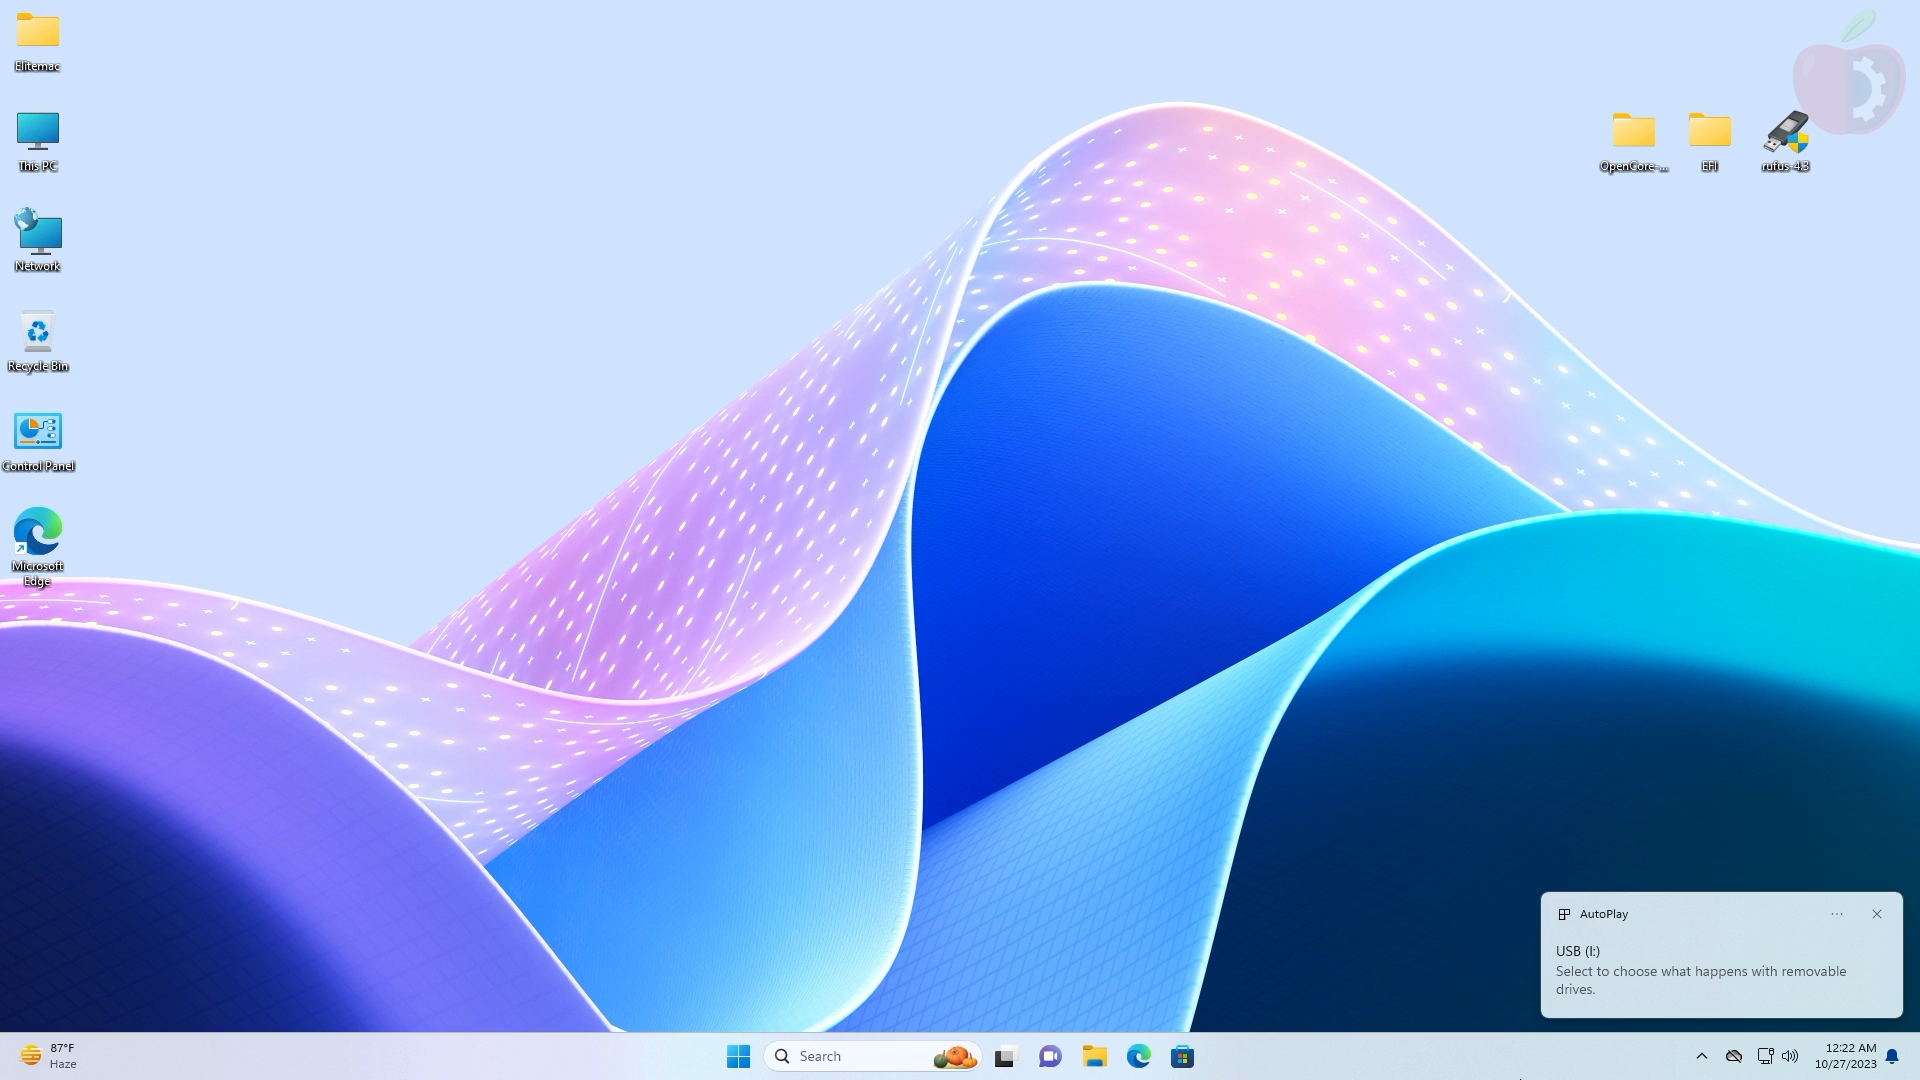 Elitemac
This PC
Network
Recycle Bin
Control Panel
Microsoft
Edge
OpenCore-...
EFI
rufus-4.3
AutoPlay
USB (I:)
Select to choose what happens with removable
drives.
87°F
Haze
Search
12:22 AM
10/27/2023